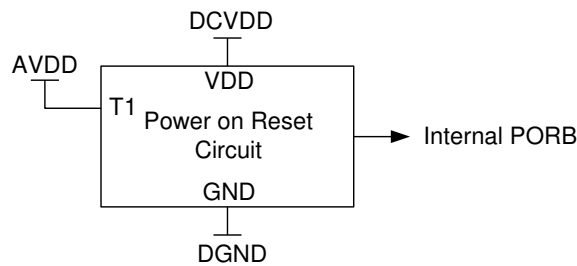 DCVDD
AVDD
VDD
T1
Power on Reset
Circuit
Internal PORB
GND
DGND